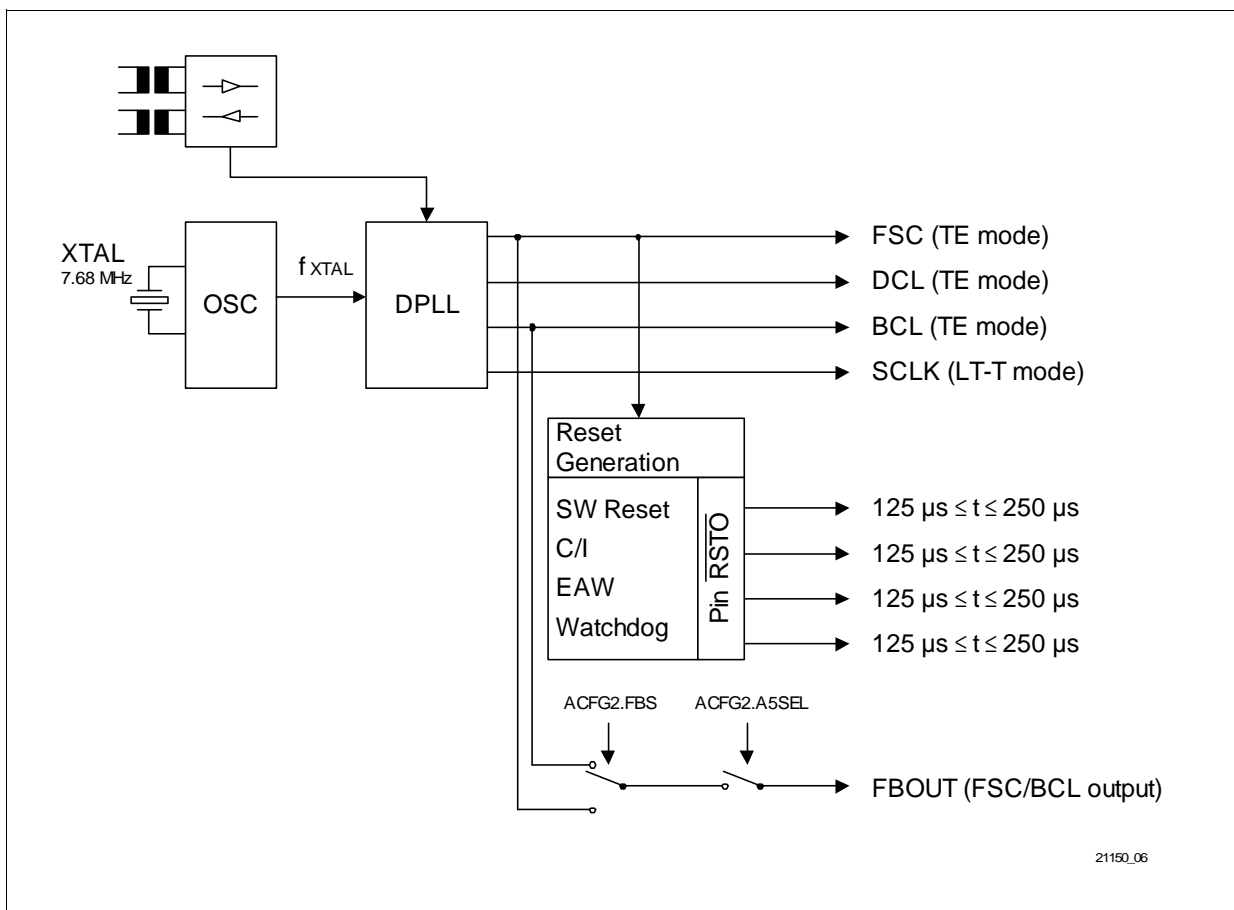 XTAL
7.68 MHz
OSC
f XTAL
DPLL
FSC (TE mode)
DCL (TE mode)
BCL (TE mode)
SCLK (LT-T mode)
Reset
Generation
SW Reset
C/I
EAW
Watchdog
Pin RSTO
125 µs ≤ t ≤ 250 µs
125 µs ≤ t ≤ 250 µs
125 µs ≤ t ≤ 250 µs
125 µs ≤ t ≤ 250 µs
ACFG2.FBS
ACFG2.A5SEL
FBOUT (FSC/BCL output)
21150_06